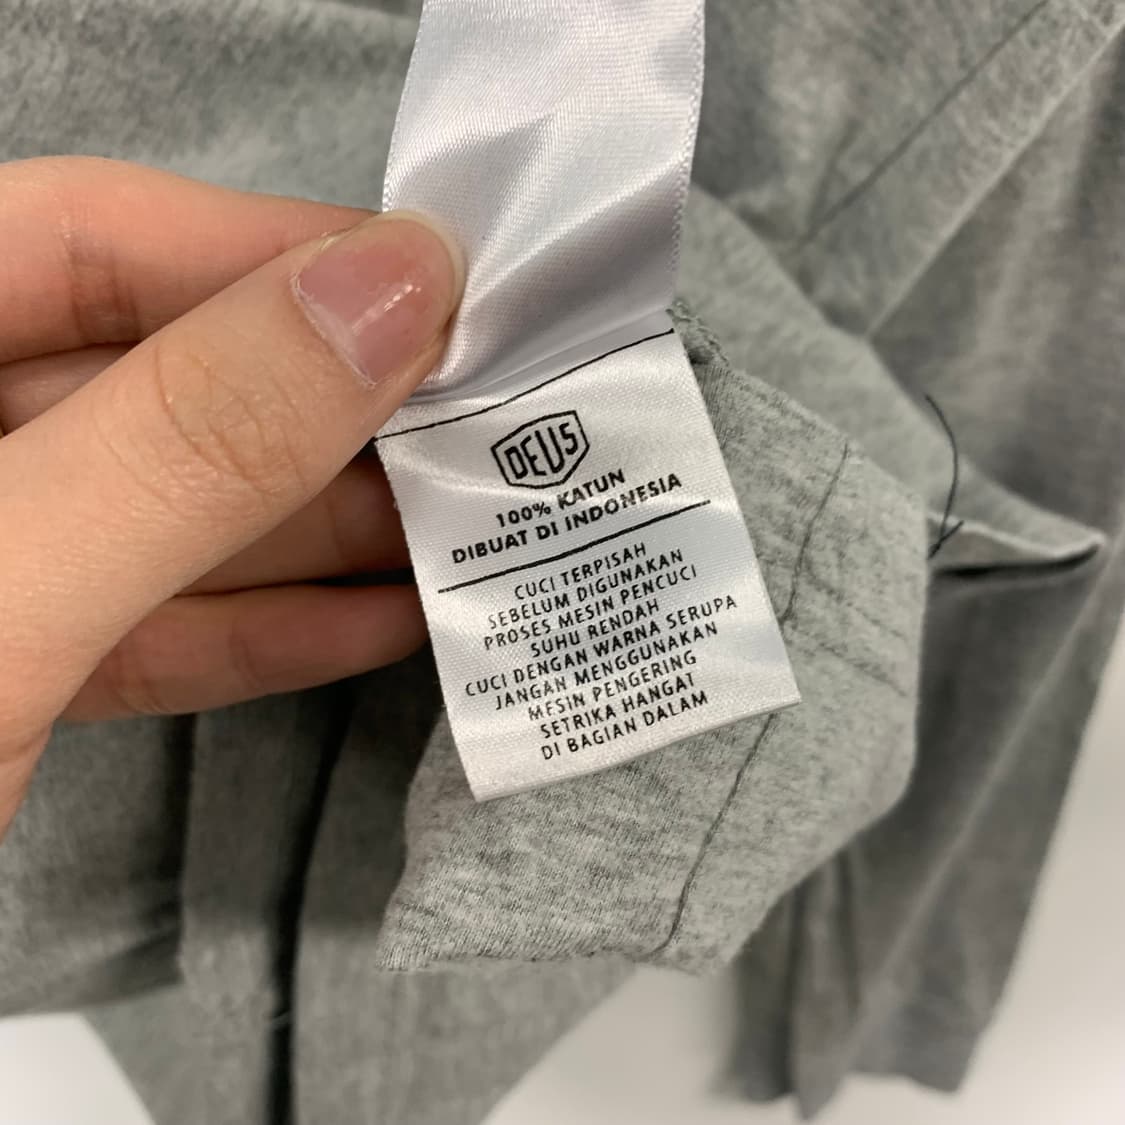 DEUS
100% KATUN
DIBUAT DI INDONESIA
CUCI TERPISAH
SEBELUM DIGUNAKAN
PROSES MESIN PENCUCI
SUHU RENDAH
CUCI DENGAN WARNA SERUPA
JANGAN MENGGUNAKAN
MESIN PENGERING
SETRIKA HANGAT
DI BAGIAN DALAM